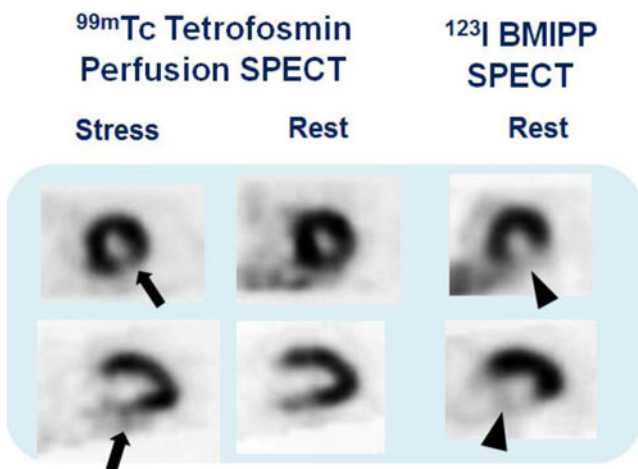 99mTc Tetrofosmin
Perfusion SPECT
123I BMIPP
SPECT
Stress
Rest
Rest